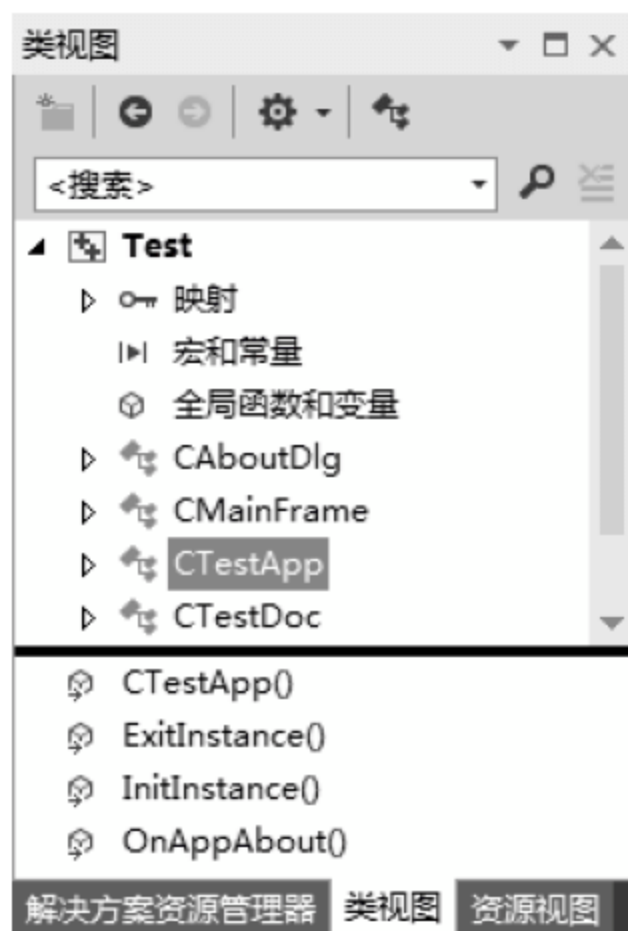 类视图
<搜索>
Test
映射
宏和常量
全局函数和变量
CAboutDlg
CMainFrame
CTestApp
CTestDoc
CTestApp()
ExitInstance()
InitInstance()
OnAppAbout()
解决方案资源管理器 类视图 资源视图